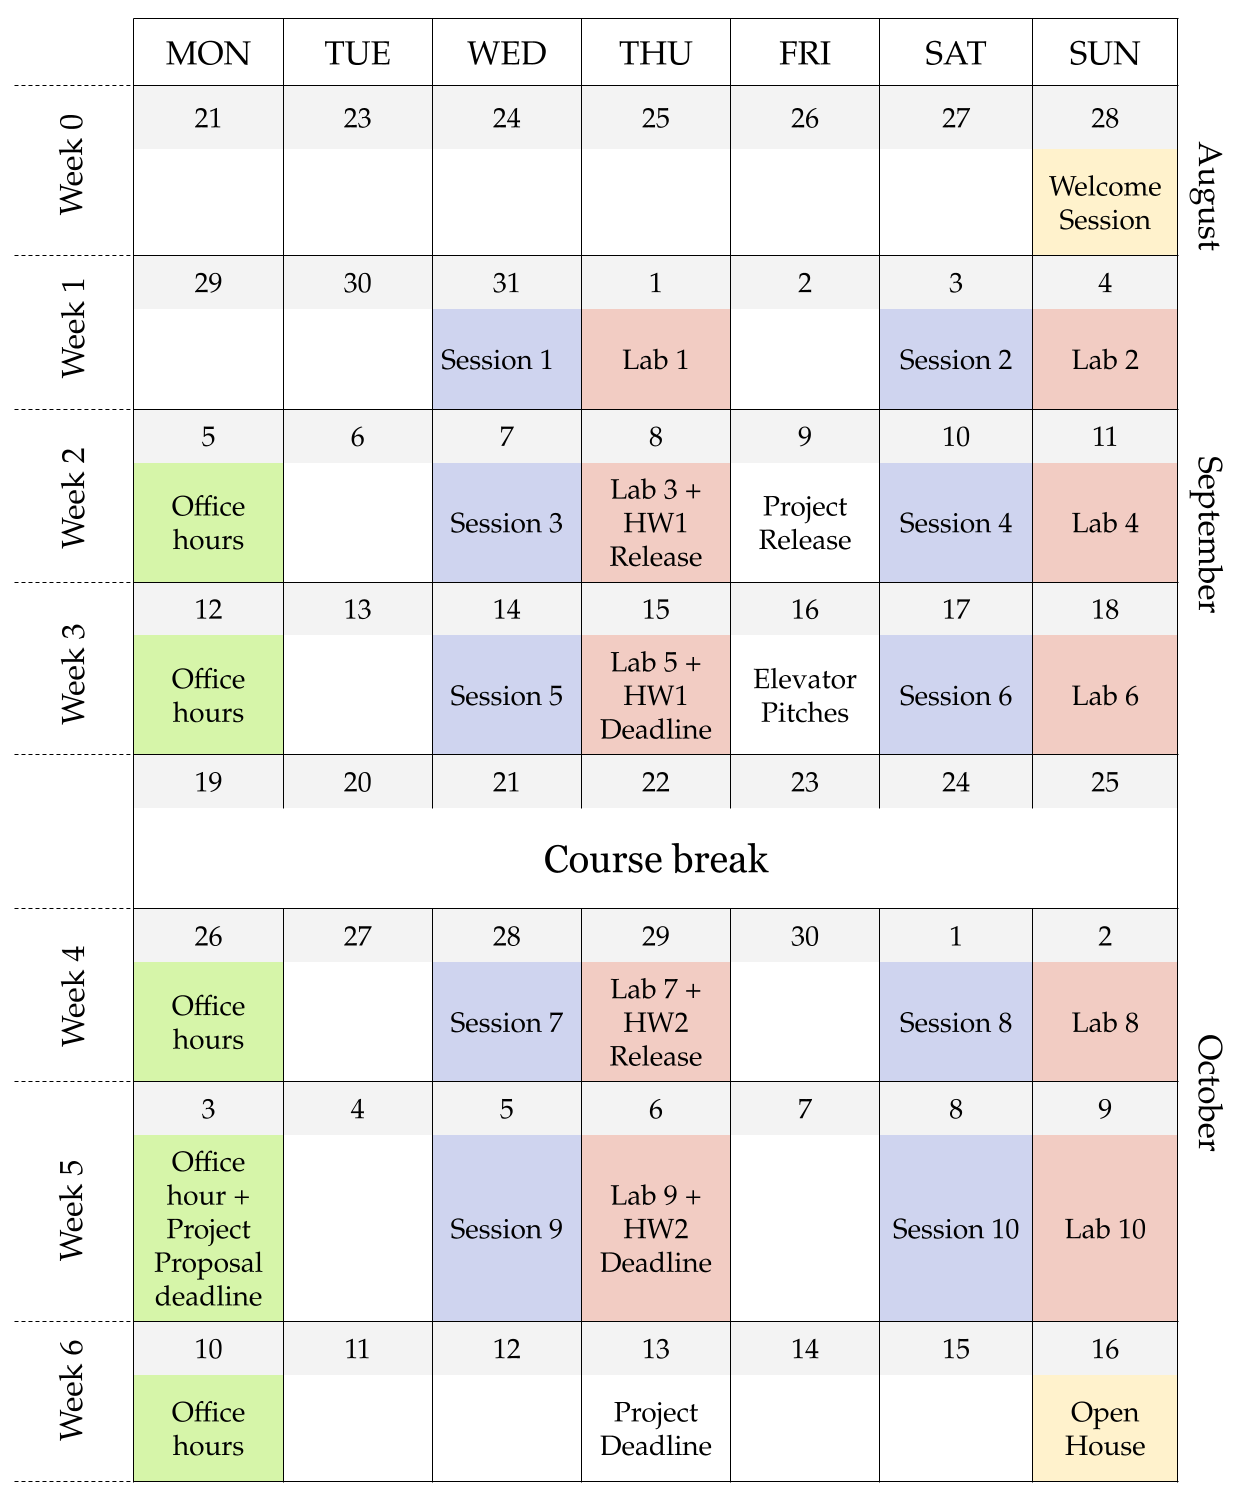 MON TUE WED THU FRI SAT SUN
Week 0
21 23 24 25 26 27 28
Welcome
Session
August
Week 1
29 30 31 1 2 3 4
Session 1 Lab 1 Session 2 Lab 2
Week 2
5 6 7 8 9 10 11
Office
hours
Session 3
Lab 3 +
HW1
Release
Project
Release
Session 4
Lab 4
September
Week 3
12 13 14 15 16 17 18
Office
hours
Session 5
Lab 5 +
HW1
Deadline
Elevator
Pitches
Session 6
Lab 6
19 20 21 22 23 24 25
Course break
Week 4
26 27 28 29 30 1 2
Office
hours
Session 7
Lab 7 +
HW2
Release
Session 8
Lab 8
October
Week 5
3 4 5 6 7 8 9
Office
hour +
Project
Proposal
deadline
Session 9
Lab 9 +
HW2
Deadline
Session 10
Lab 10
Week 6
10 11 12 13 14 15 16
Office
hours
Project
Deadline
Open
House